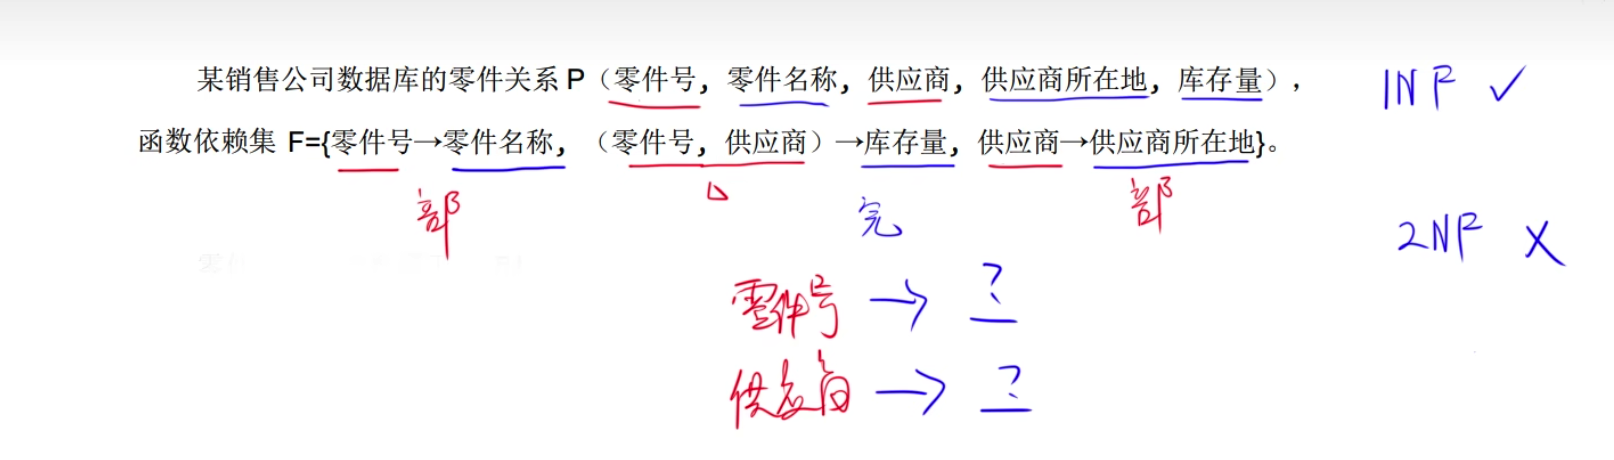 某销售公司数据库的零件关系 P（零件号，零件名称，供应商，供应商所在地，库存量），
1NF ✓
函数依赖集 F={零件号→零件名称，（零件号，供应商）→库存量，供应商→供应商所在地}。
部
完
部
2NF X
零件号 → ?
供应商 → ?